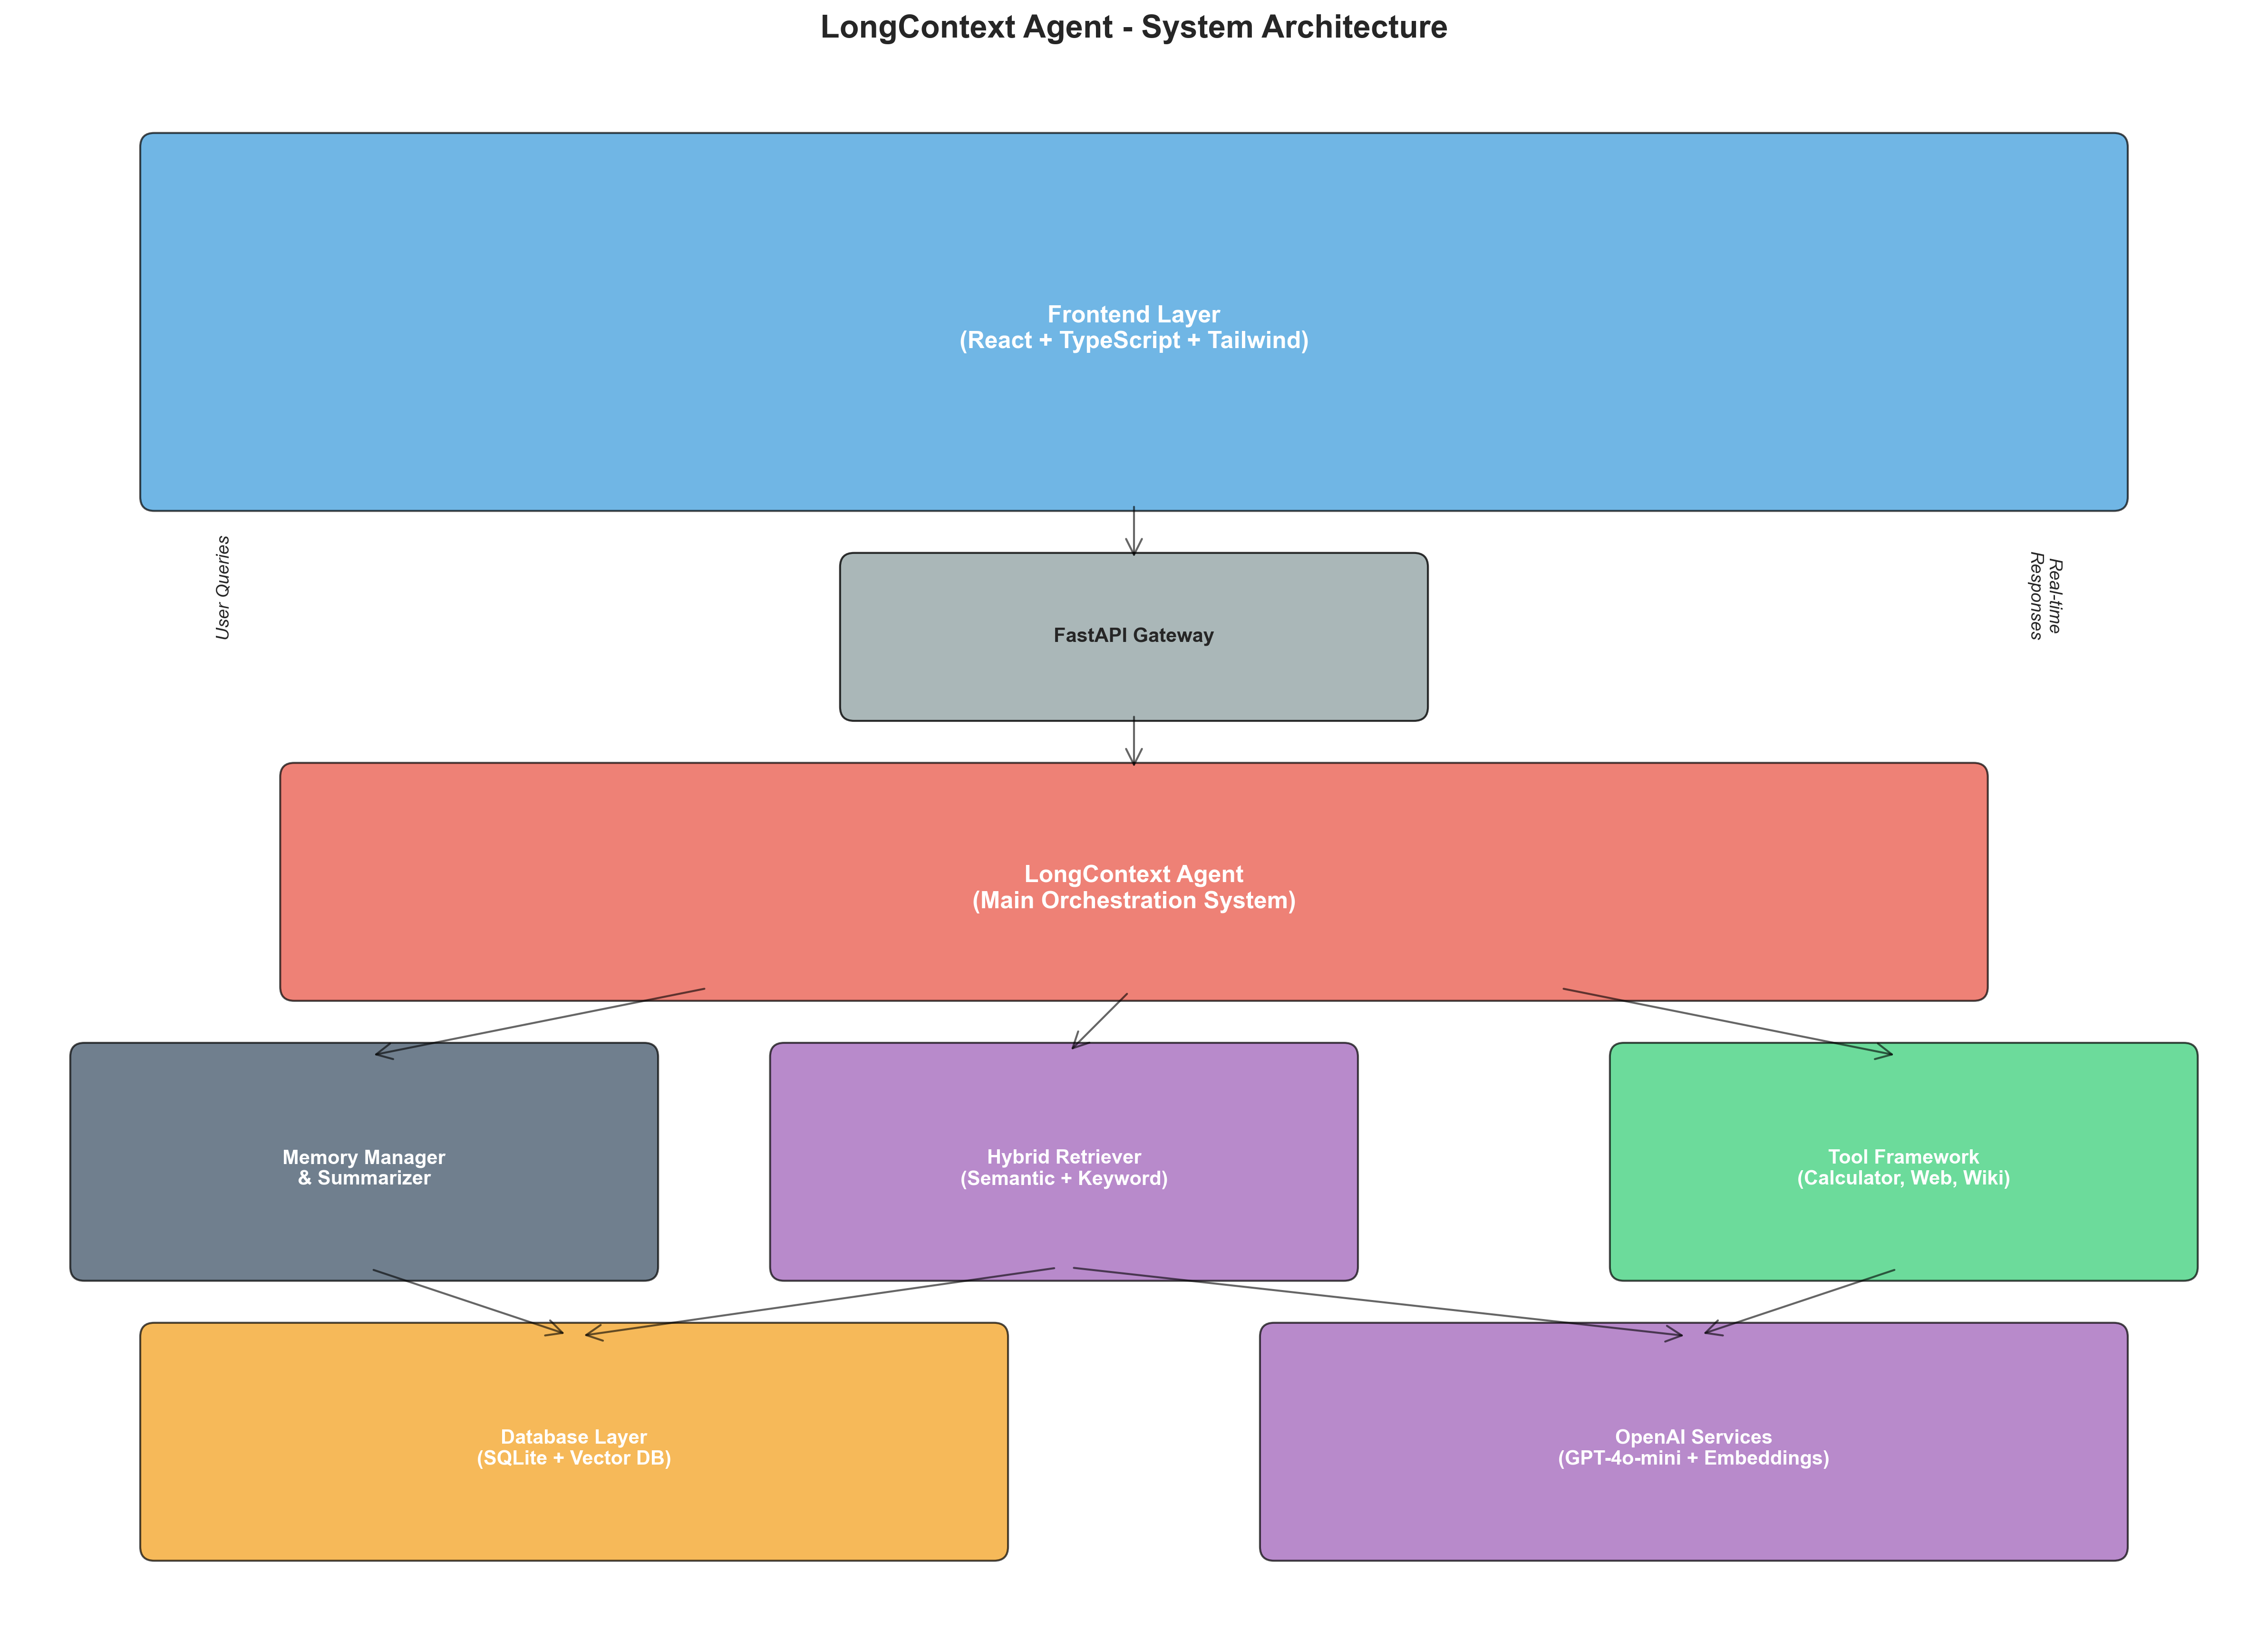 LongContext Agent - System Architecture
Frontend Layer
(React + TypeScript + Tailwind)
User Queries
Real-time
Responses
FastAPI Gateway
LongContext Agent
(Main Orchestration System)
Memory Manager
& Summarizer
Hybrid Retriever
(Semantic + Keyword)
Tool Framework
(Calculator, Web, Wiki)
Database Layer
(SQLite + Vector DB)
OpenAI Services
(GPT-4o-mini + Embeddings)